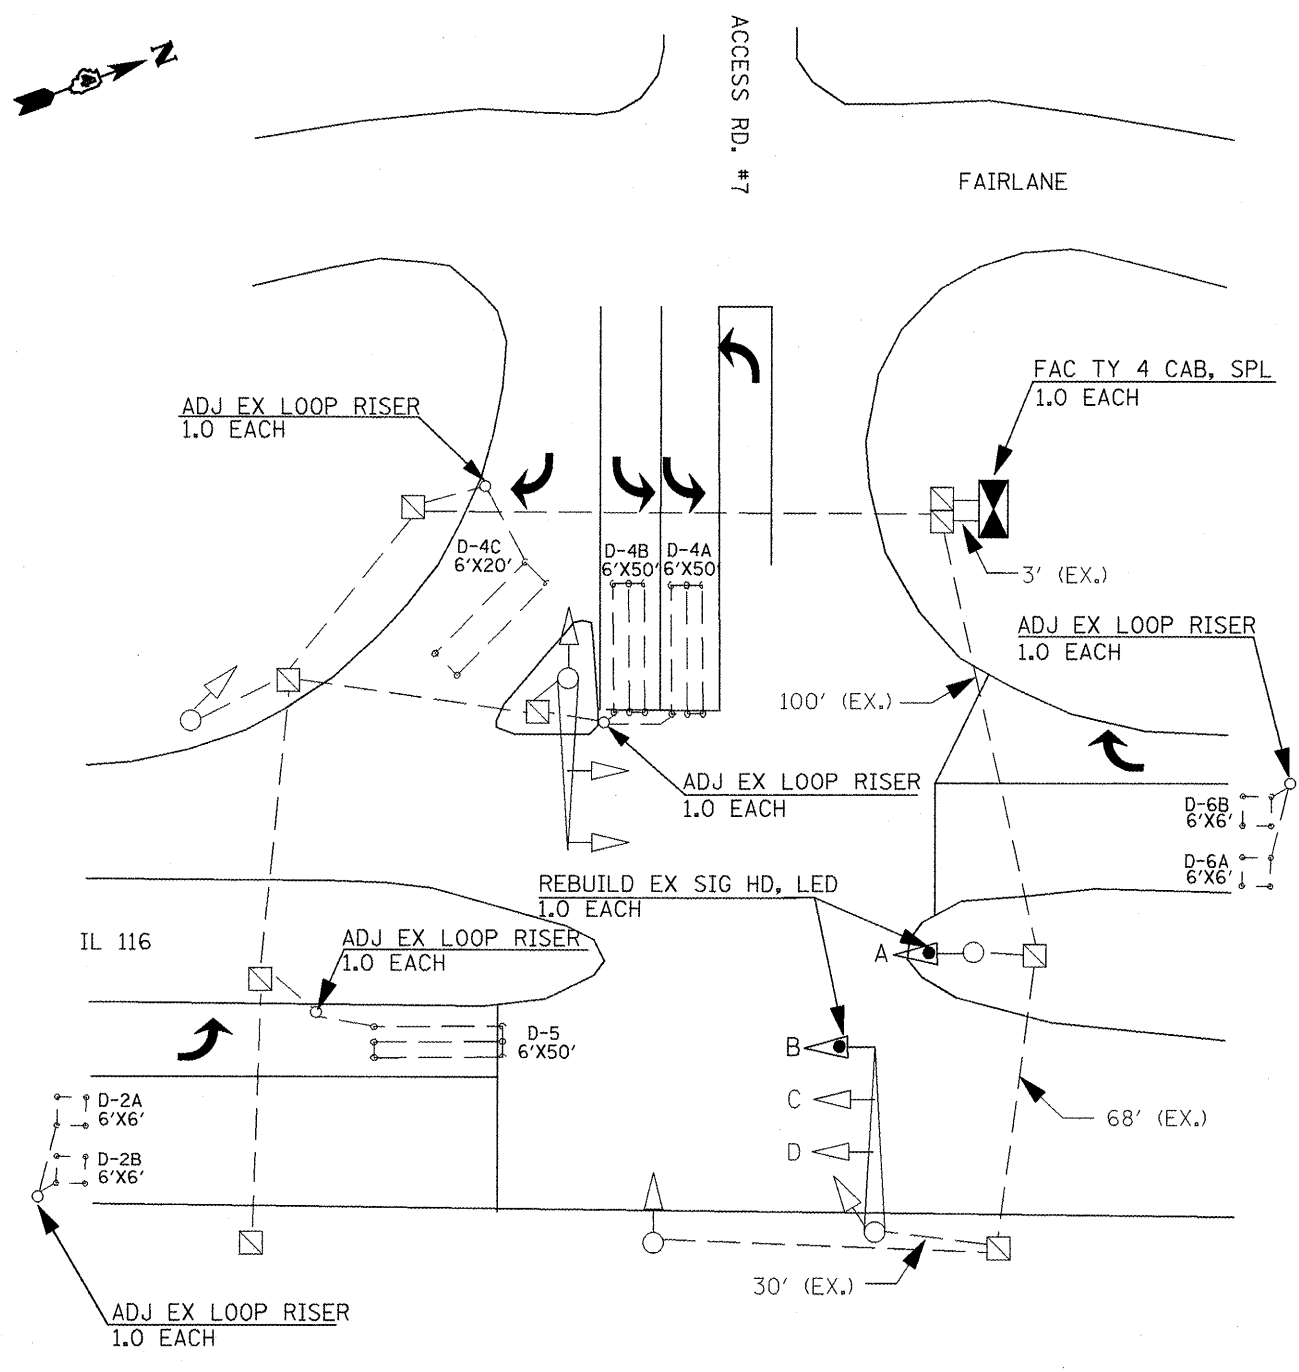 N
ACCESS RD. #7
FAIRLANE
FAC TY 4 CAB, SPL
1.0 EACH
ADJ EX LOOP RISER
1.0 EACH
D-4C
6'X20'
D-4B
6'X50'
D-4A
6'X50'
3' (EX.)
ADJ EX LOOP RISER
1.0 EACH
100' (EX.)
ADJ EX LOOP RISER
1.0 EACH
D-6B
6'X6'
D-6A
6'X6'
REBUILD EX SIG HD, LED
1.0 EACH
IL 116
ADJ EX LOOP RISER
1.0 EACH
A
D-5
6'X50'
B
C
D
68' (EX.)
D-2A
6'X6'
D-2B
6'X6'
30' (EX.)
ADJ EX LOOP RISER
1.0 EACH